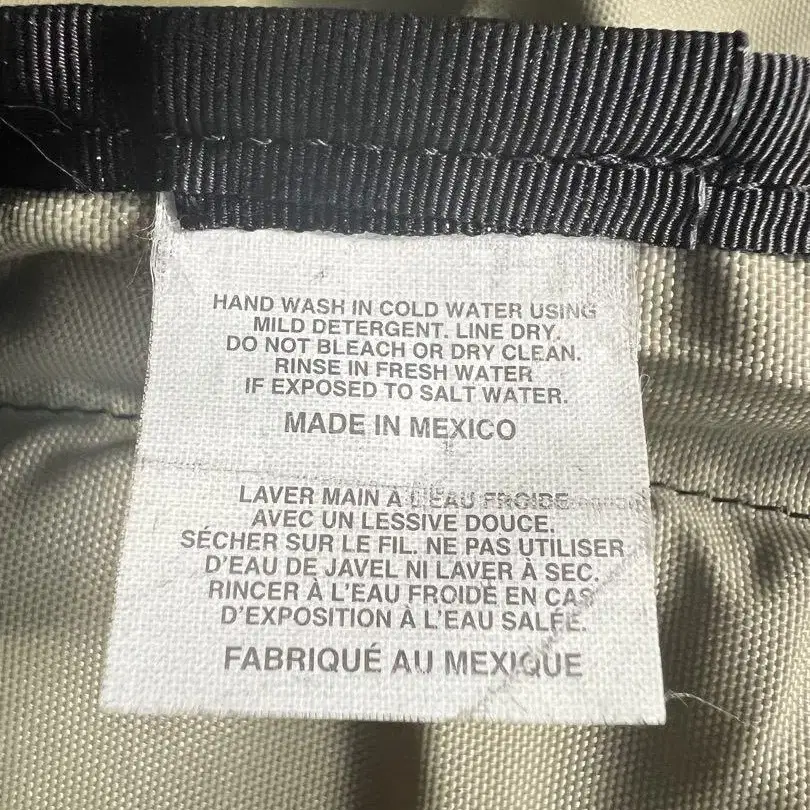 HAND WASH IN COLD WATER USING
MILD DETERGENT. LINE DRY.
DO NOT BLEACH OR DRY CLEAN.
RINSE IN FRESH WATER
IF EXPOSED TO SALT WATER.
MADE IN MEXICO
LAVER MAIN À L'EAU FROIDE
AVEC UN LESSIVE DOUCE.
SÉCHER SUR LE FIL. NE PAS UTILISER
D'EAU DE JAVEL NI LAVER À SEC.
RINCER À L'EAU FROIDE EN CAS
D'EXPOSITION À L'EAU SALÉE.
FABRIQUÉ AU MEXIQUE